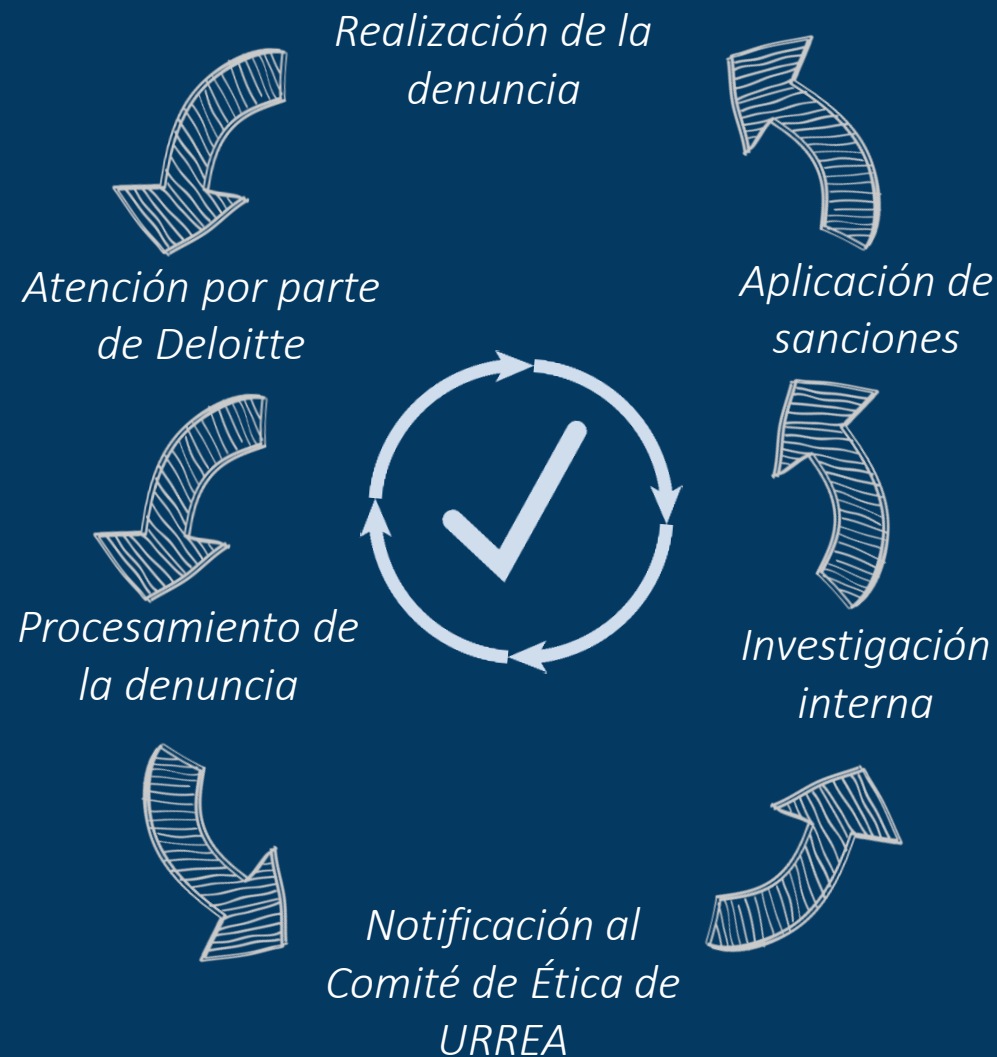 Realización de la
denuncia
Atención por parte
de Deloitte
Procesamiento de
la denuncia
Notificación al
Comité de Ética de
URREA
Investigación
interna
Aplicación de
sanciones